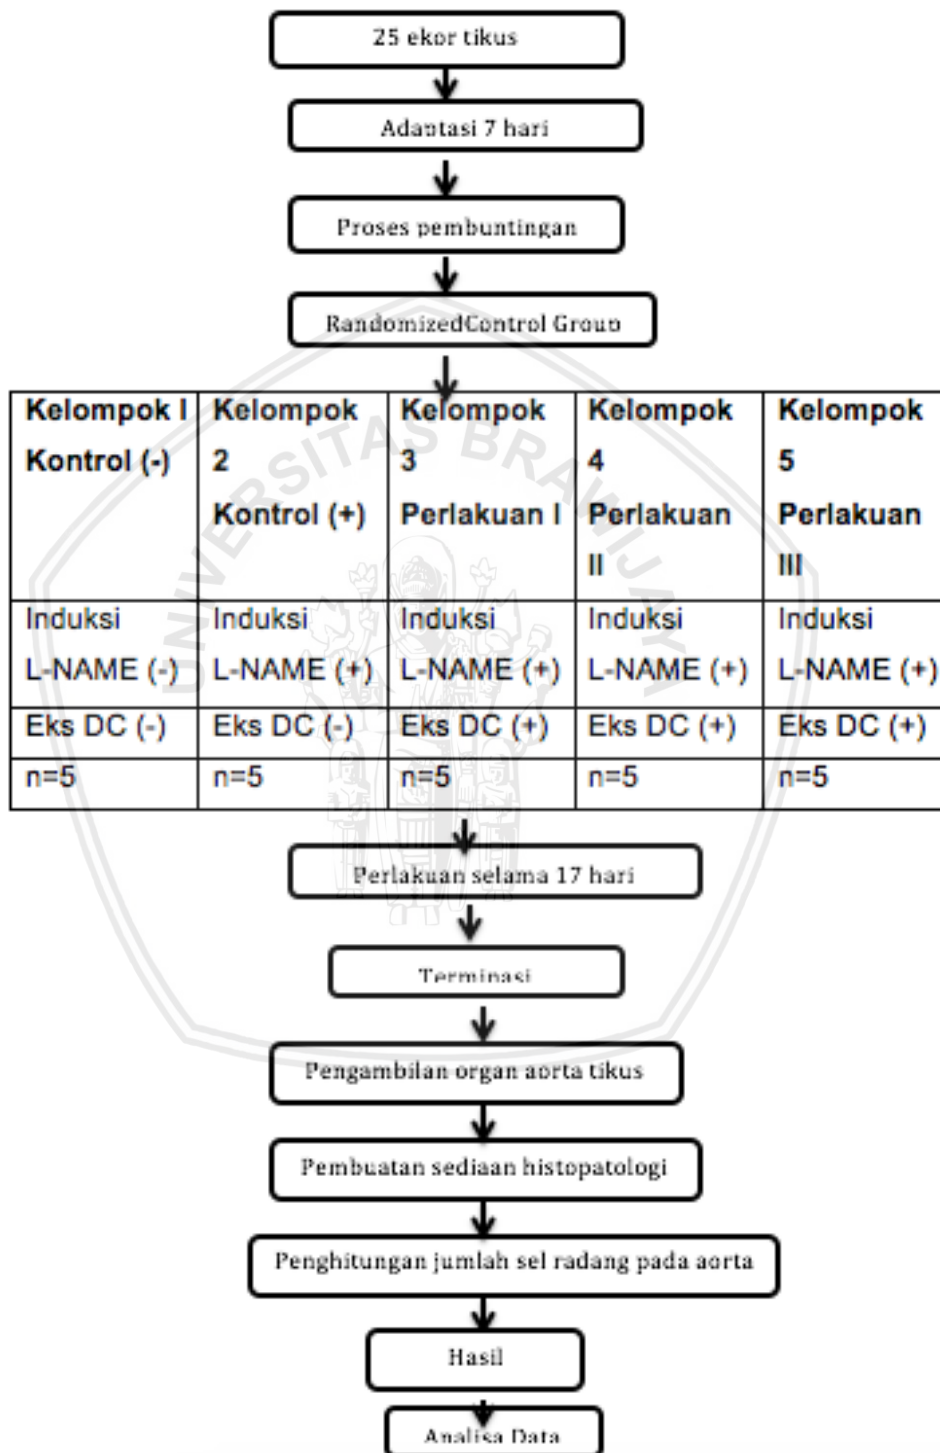 25 ekor tikus
Adaptasi 7 hari
Proses pembuntingan
RandomizedControl Group
Kelompok I
Kontrol (-)
Kelompok
2
Kontrol (+)
Kelompok
3
Perlakuan I
Kelompok
4
Perlakuan
II
Kelompok
5
Perlakuan
III
Induksi
L-NAME (-)
Induksi
L-NAME (+)
Induksi
L-NAME (+)
Induksi
L-NAME (+)
Induksi
L-NAME (+)
Eks DC (-)
Eks DC (-)
Eks DC (+)
Eks DC (+)
Eks DC (+)
n=5
n=5
n=5
n=5
n=5
UNIVERSITAS BRAWIJAYA
Perlakuan selama 17 hari
Terminasi
Pengambilan organ aorta tikus
Pembuatan sediaan histopatologi
Penghitungan jumlah sel radang pada aorta
Hasil
Analisa Data